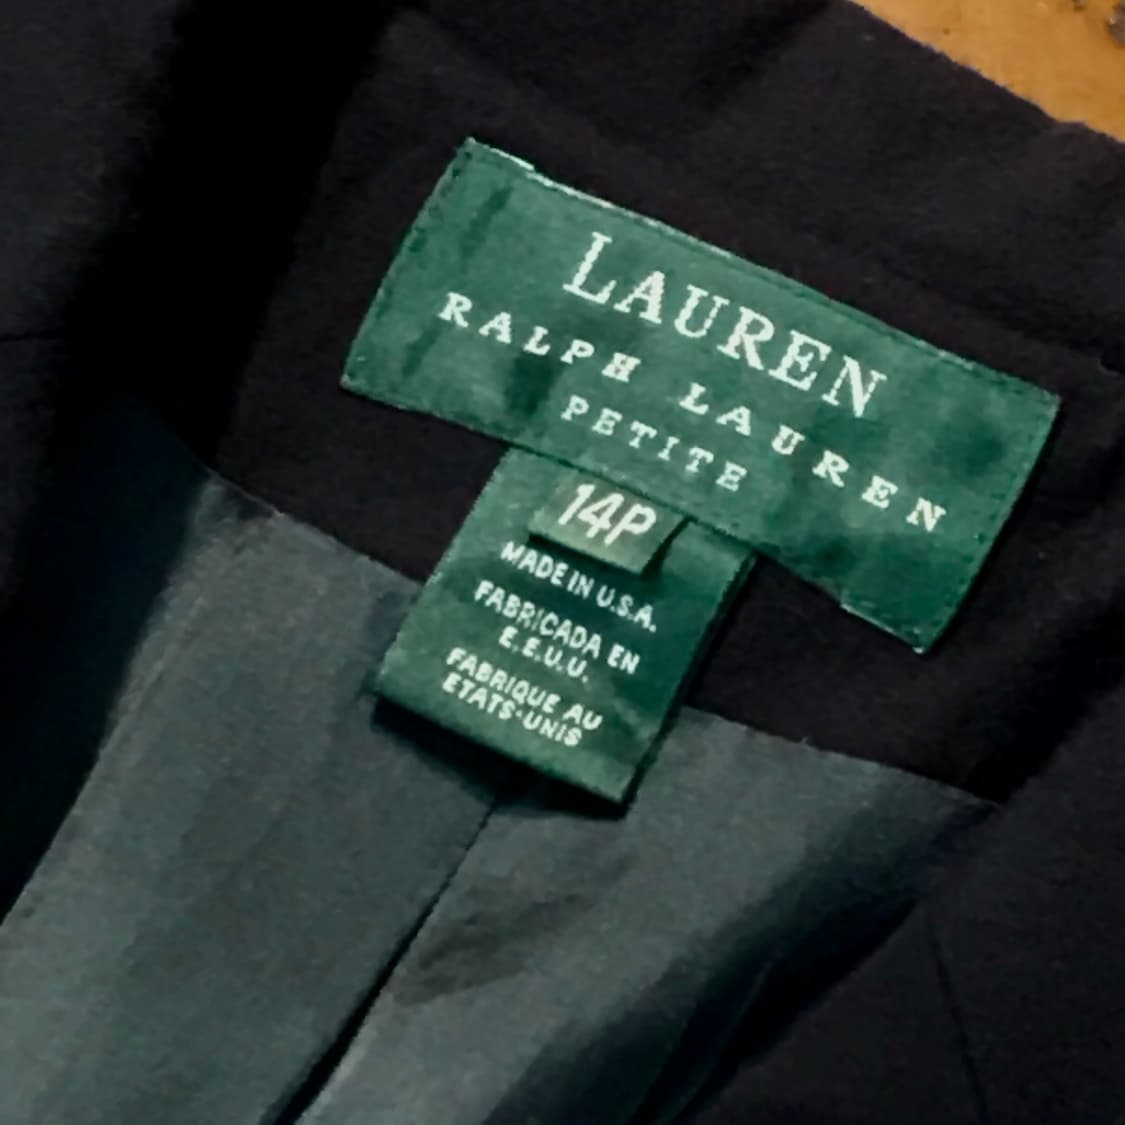 LAUREN
RALPH LAUREN
PETITE
14P
MADE IN U.S.A.
FABRICADA EN
E.E.U.U.
FABRIQUE AU
ETATS-UNIS